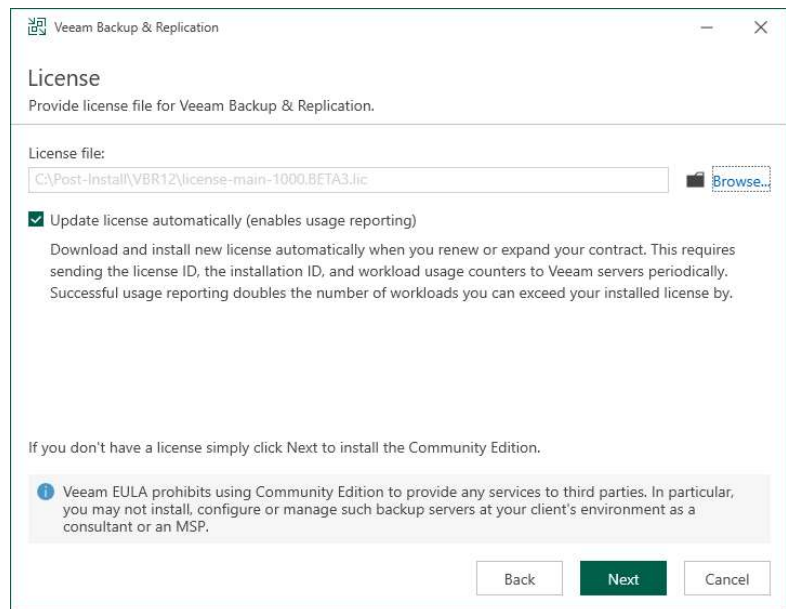 Veeam Backup & Replication
License
Provide license file for Veeam Backup & Replication.
License file:
C:\Post-Install\VBR12\license-main-1000.BETA3.lic
Browse...
Update license automatically (enables usage reporting)
Download and install new license automatically when you renew or expand your contract. This requires
sending the license ID, the installation ID, and workload usage counters to Veeam servers periodically.
Successful usage reporting doubles the number of workloads you can exceed your installed license by.
If you don't have a license simply click Next to install the Community Edition.
Veeam EULA prohibits using Community Edition to provide any services to third parties. In particular,
you may not install, configure or manage such backup servers at your client's environment as a
consultant or an MSP.
Back
Next
Cancel